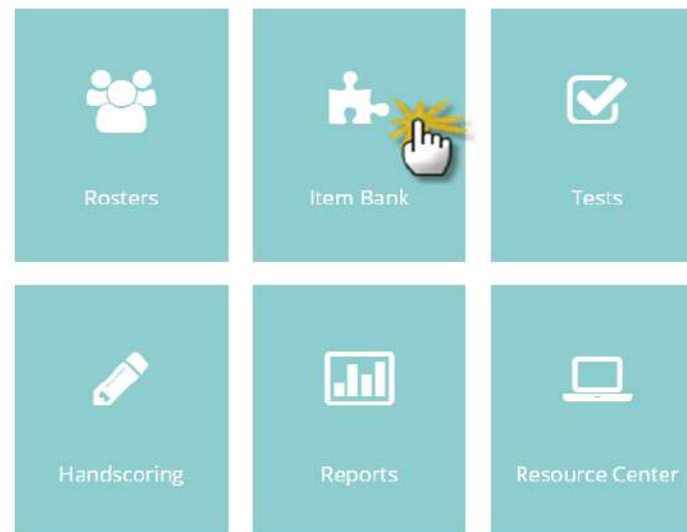 Rosters
Item Bank
Tests
Handscoring
Reports
Resource Center